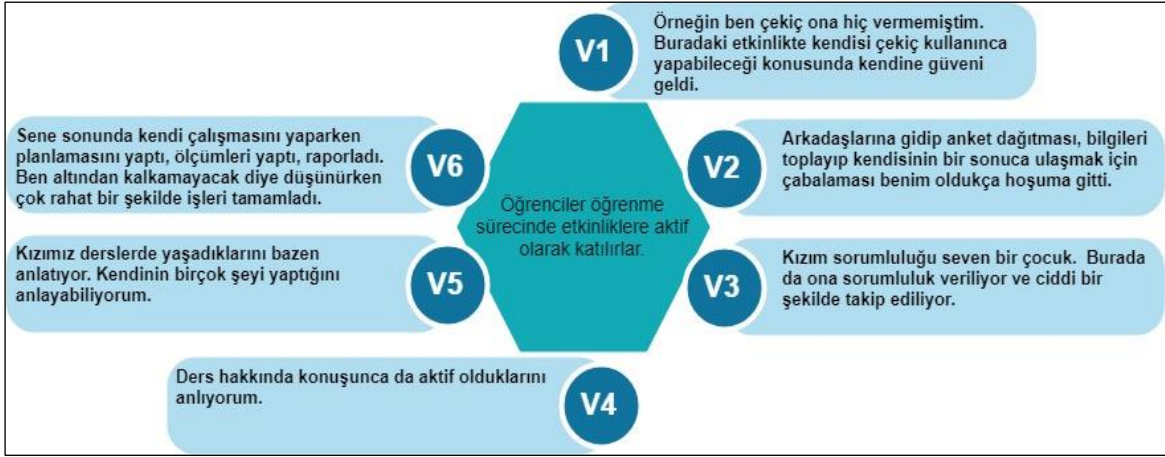 V1
Örneğin ben çekiç ona hiç vermemiştim.
Buradaki etkinlikte kendisi çekiç kullanınca
yapabileceği konusunda kendine güveni
geldi.
V2
Arkadaşlarına gidip anket dağıtması, bilgileri
toplayıp kendisinin bir sonuca ulaşmak için
çabalaması benim oldukça hoşuma gitti.
V3
Kızım sorumluluğu seven bir çocuk. Burada
da ona sorumluluk veriliyor ve ciddi bir
şekilde takip ediliyor.
V4
Ders hakkında konuşunca da aktif olduklarını
anlıyorum.
V5
Kızımız derslerde yaşadıklarını bazen
anlatıyor. Kendinin birçok şeyi yaptığını
anlayabiliyorum.
V6
Sene sonunda kendi çalışmasını yaparken
planlamasını yaptı, ölçümleri yaptı, raporladı.
Ben altından kalkamayacak diye düşünürken
çok rahat bir şekilde işleri tamamladı.
Öğrenciler öğrenme
sürecinde etkinliklere aktif
olarak katılırlar.